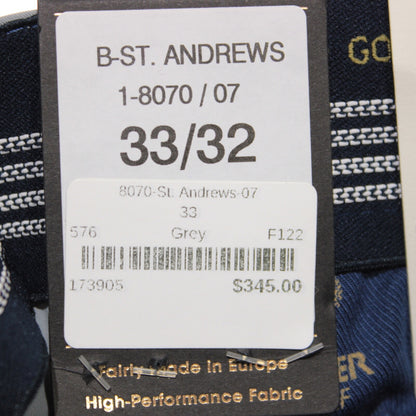 B-ST. ANDREWS
GO
1-8070 / 07
33/32
8070-St. Andrews-07
33
576 Grey F122
173905 $345.00
Fairly Made in Europe
High-Performance Fabric
ER
F